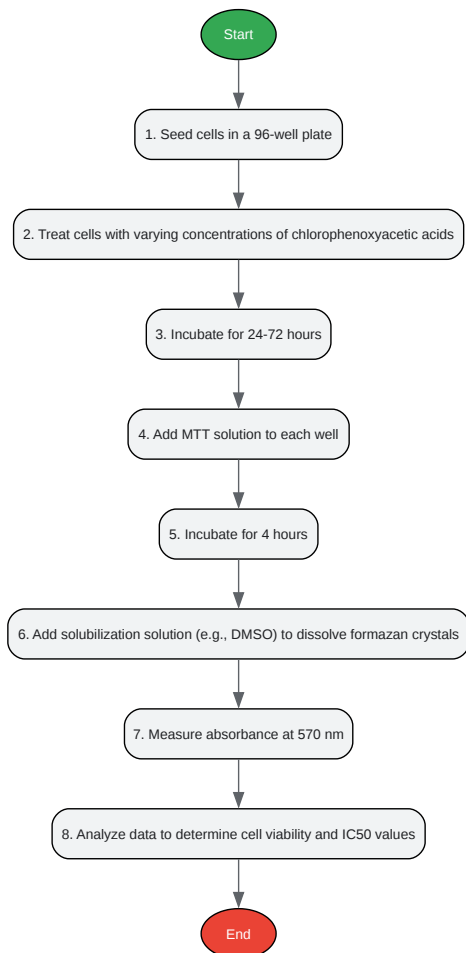 Start
1. Seed cells in a 96-well plate
2. Treat cells with varying concentrations of chlorophenoxyacetic acids
3. Incubate for 24-72 hours
4. Add MTT solution to each well
5. Incubate for 4 hours
6. Add solubilization solution (e.g., DMSO) to dissolve formazan crystals
7. Measure absorbance at 570 nm
8. Analyze data to determine cell viability and IC50 values
End